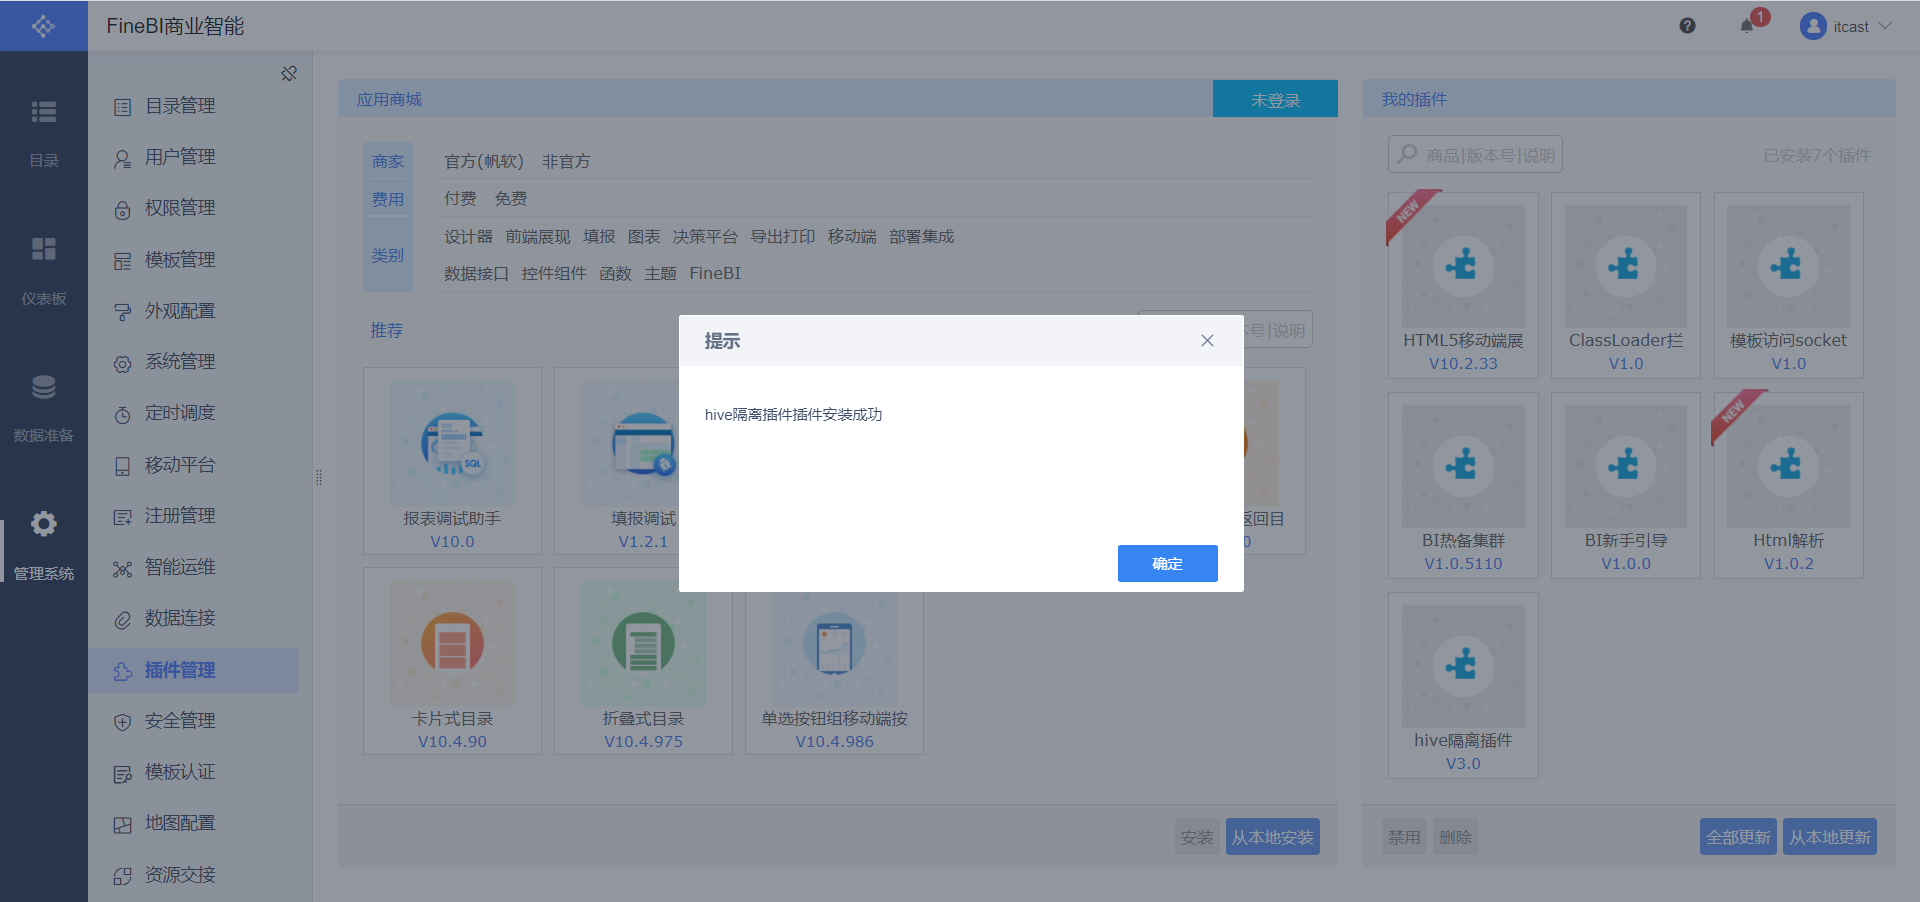 FineBI商业智能
1
itcast
目录
仪表板
数据准备
管理系统
目录管理
用户管理
权限管理
模板管理
外观配置
系统管理
定时调度
移动平台
注册管理
智能运维
数据连接
插件管理
安全管理
模板认证
地图配置
资源交接
应用商城
未登录
商家
官方(帆软) 非官方
费用
付费 免费
类别
设计器 前端展现 填报 图表 决策平台 导出打印 移动端 部署集成
数据接口 控件组件 函数 主题 FineBI
推荐
号|说明
报表调试助手
V10.0
SQL
填报调试
V1.2.1
返回目
0
卡片式目录
V10.4.90
折叠式目录
V10.4.975
单选按钮组移动端按
V10.4.986
安装
从本地安装
提示
hive隔离插件插件安装成功
确定
我的插件
商品|版本号|说明
已安装7个插件
NEW
HTML5移动端展
V10.2.33
ClassLoader拦
V1.0
模板访问socket
V1.0
BI热备集群
V1.0.5110
BI新手引导
V1.0.0
NEW
Html解析
V1.0.2
hive隔离插件
V3.0
禁用
删除
全部更新
从本地更新